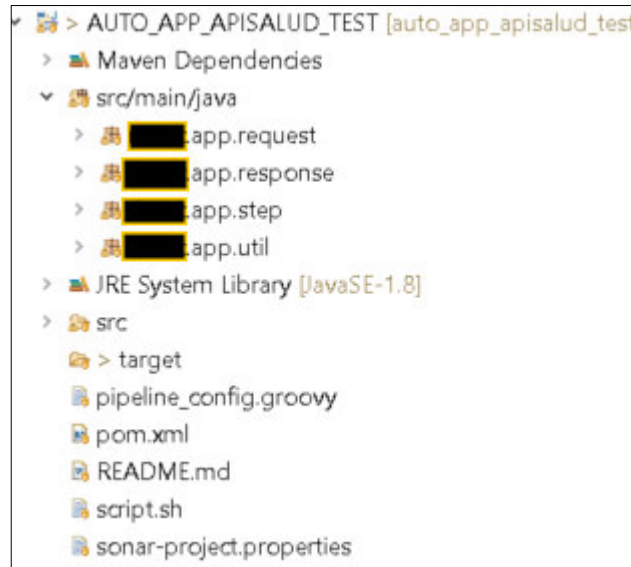 > AUTO_APP_APISALUD_TEST [auto_app_apisalud_test
Maven Dependencies
src/main/java
.app.request
.app.response
.app.step
.app.util
JRE System Library [JavaSE-1.8]
src
> target
pipeline_config.groovy
pom.xml
README.md
script.sh
sonar-project.properties